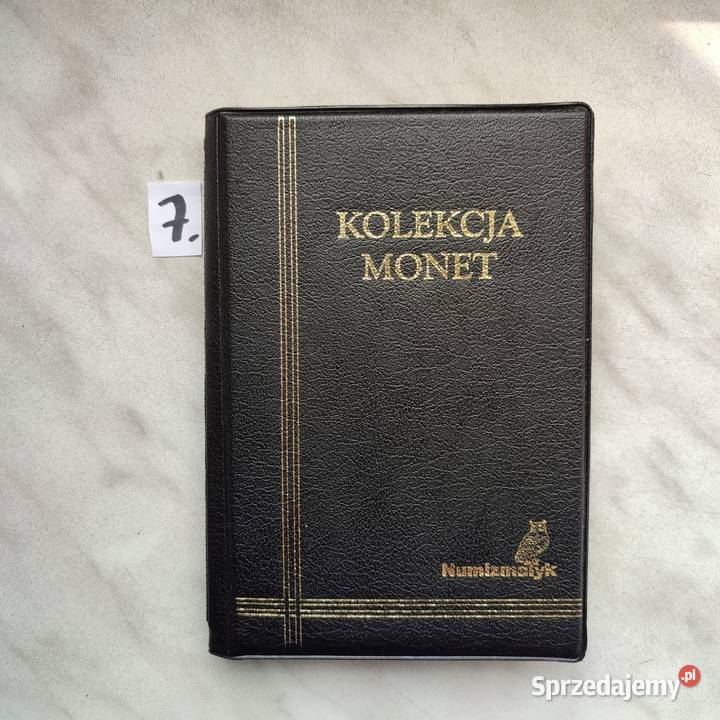 7.
KOLEKCJA
MONET
Numizmatyk
Sprzedajemy.pl